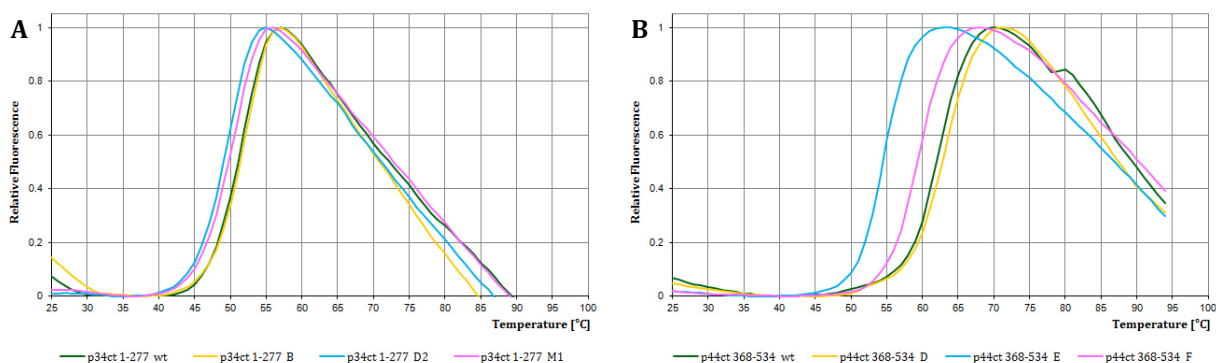 A
Relative Fluorescence
1
0.8
0.6
0.4
0.2
0
25 30 35 40 45 50 55 60 65 70 75 80 85 90 95 100
Temperature [°C]
p34ct 1-277 wt p34ct 1-277 B p34ct 1-277 D2 p34ct 1-277 M1
B
Relative Fluorescence
1
0.8
0.6
0.4
0.2
0
25 30 35 40 45 50 55 60 65 70 75 80 85 90 95 100
Temperature [°C]
p44ct 368-534 wt p44ct 368-534 D p44ct 368-534 E p44ct 368-534 F